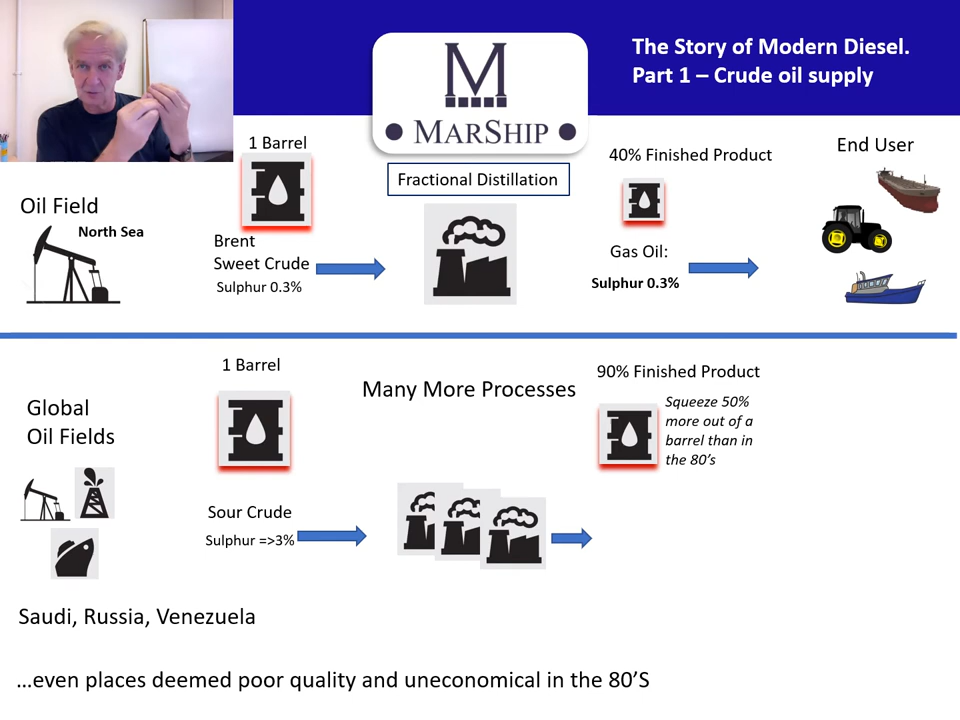 The Story of Modern Diesel.
Part 1 – Crude oil supply
M
• MARSHIP •
1 Barrel
40% Finished Product
End User
Fractional Distillation
Oil Field
North Sea
Brent
Sweet Crude
Sulphur 0.3%
Gas Oil:
Sulphur 0.3%
1 Barrel
90% Finished Product
Many More Processes
Squeeze 50%
more out of a
barrel than in
the 80's
Global
Oil Fields
Sour Crude
Sulphur =>3%
Saudi, Russia, Venezuela
...even places deemed poor quality and uneconomical in the 80'S